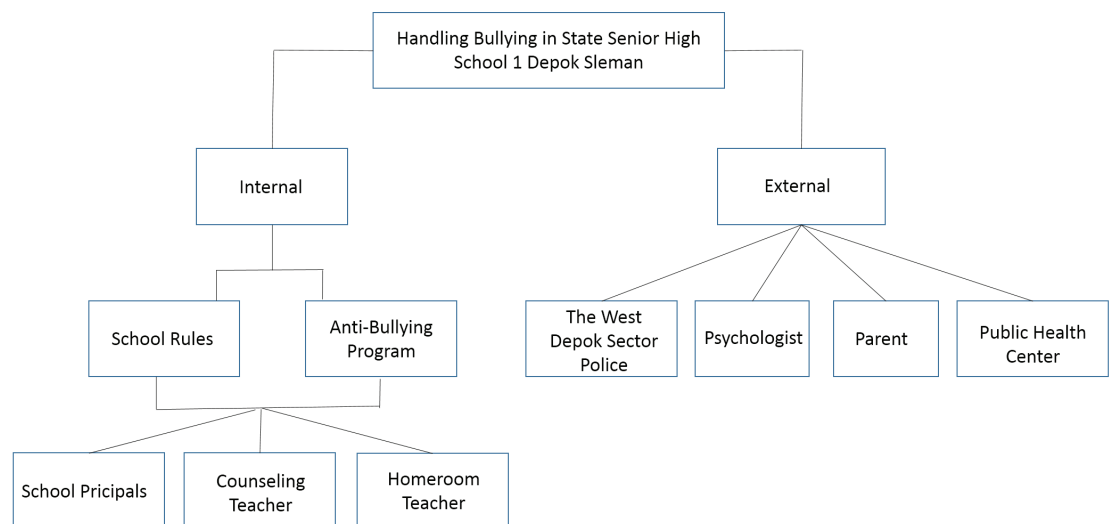 Handling Bullying in State Senior High
School 1 Depok Sleman
Internal
External
School Rules
Anti-Bullying
Program
The West
Depok Sector
Police
Psychologist
Parent
Public Health
Center
School Pricipals
Counseling
Teacher
Homeroom
Teacher